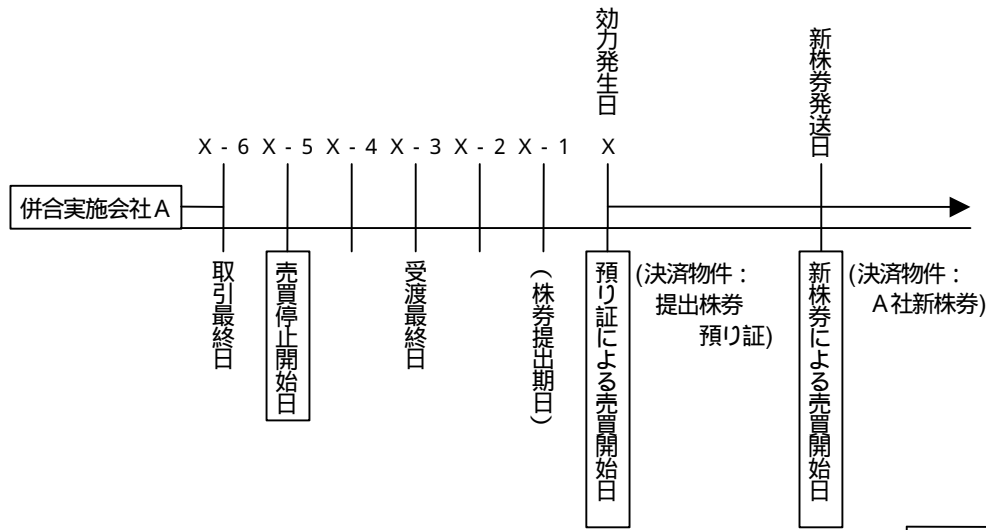 効力発生日
新株券発送日
X-6 X-5 X-4 X-3 X-2 X-1 X
併合実施会社A
取引最終日
売買停止開始日
受渡最終日
(株券提出期日)
預り証による売買開始日
(決済物件:
提出株券
預り証)
新株券による売買開始日
(決済物件:
A社新株券)